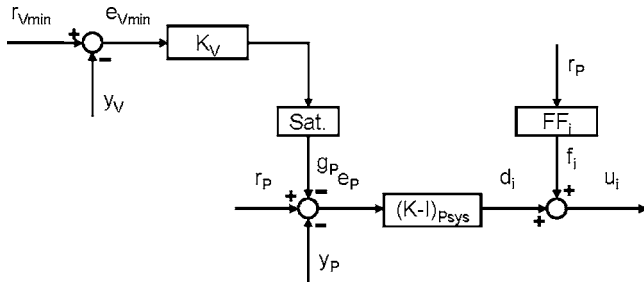 r_Vmin
e_Vmin
+
−
K_V
y_V
r_P
Sat.
FF_i
g_P
f_i
r_P
+
−
e_P
−
(K-I)_Psys
d_i
+
+
u_i
y_P